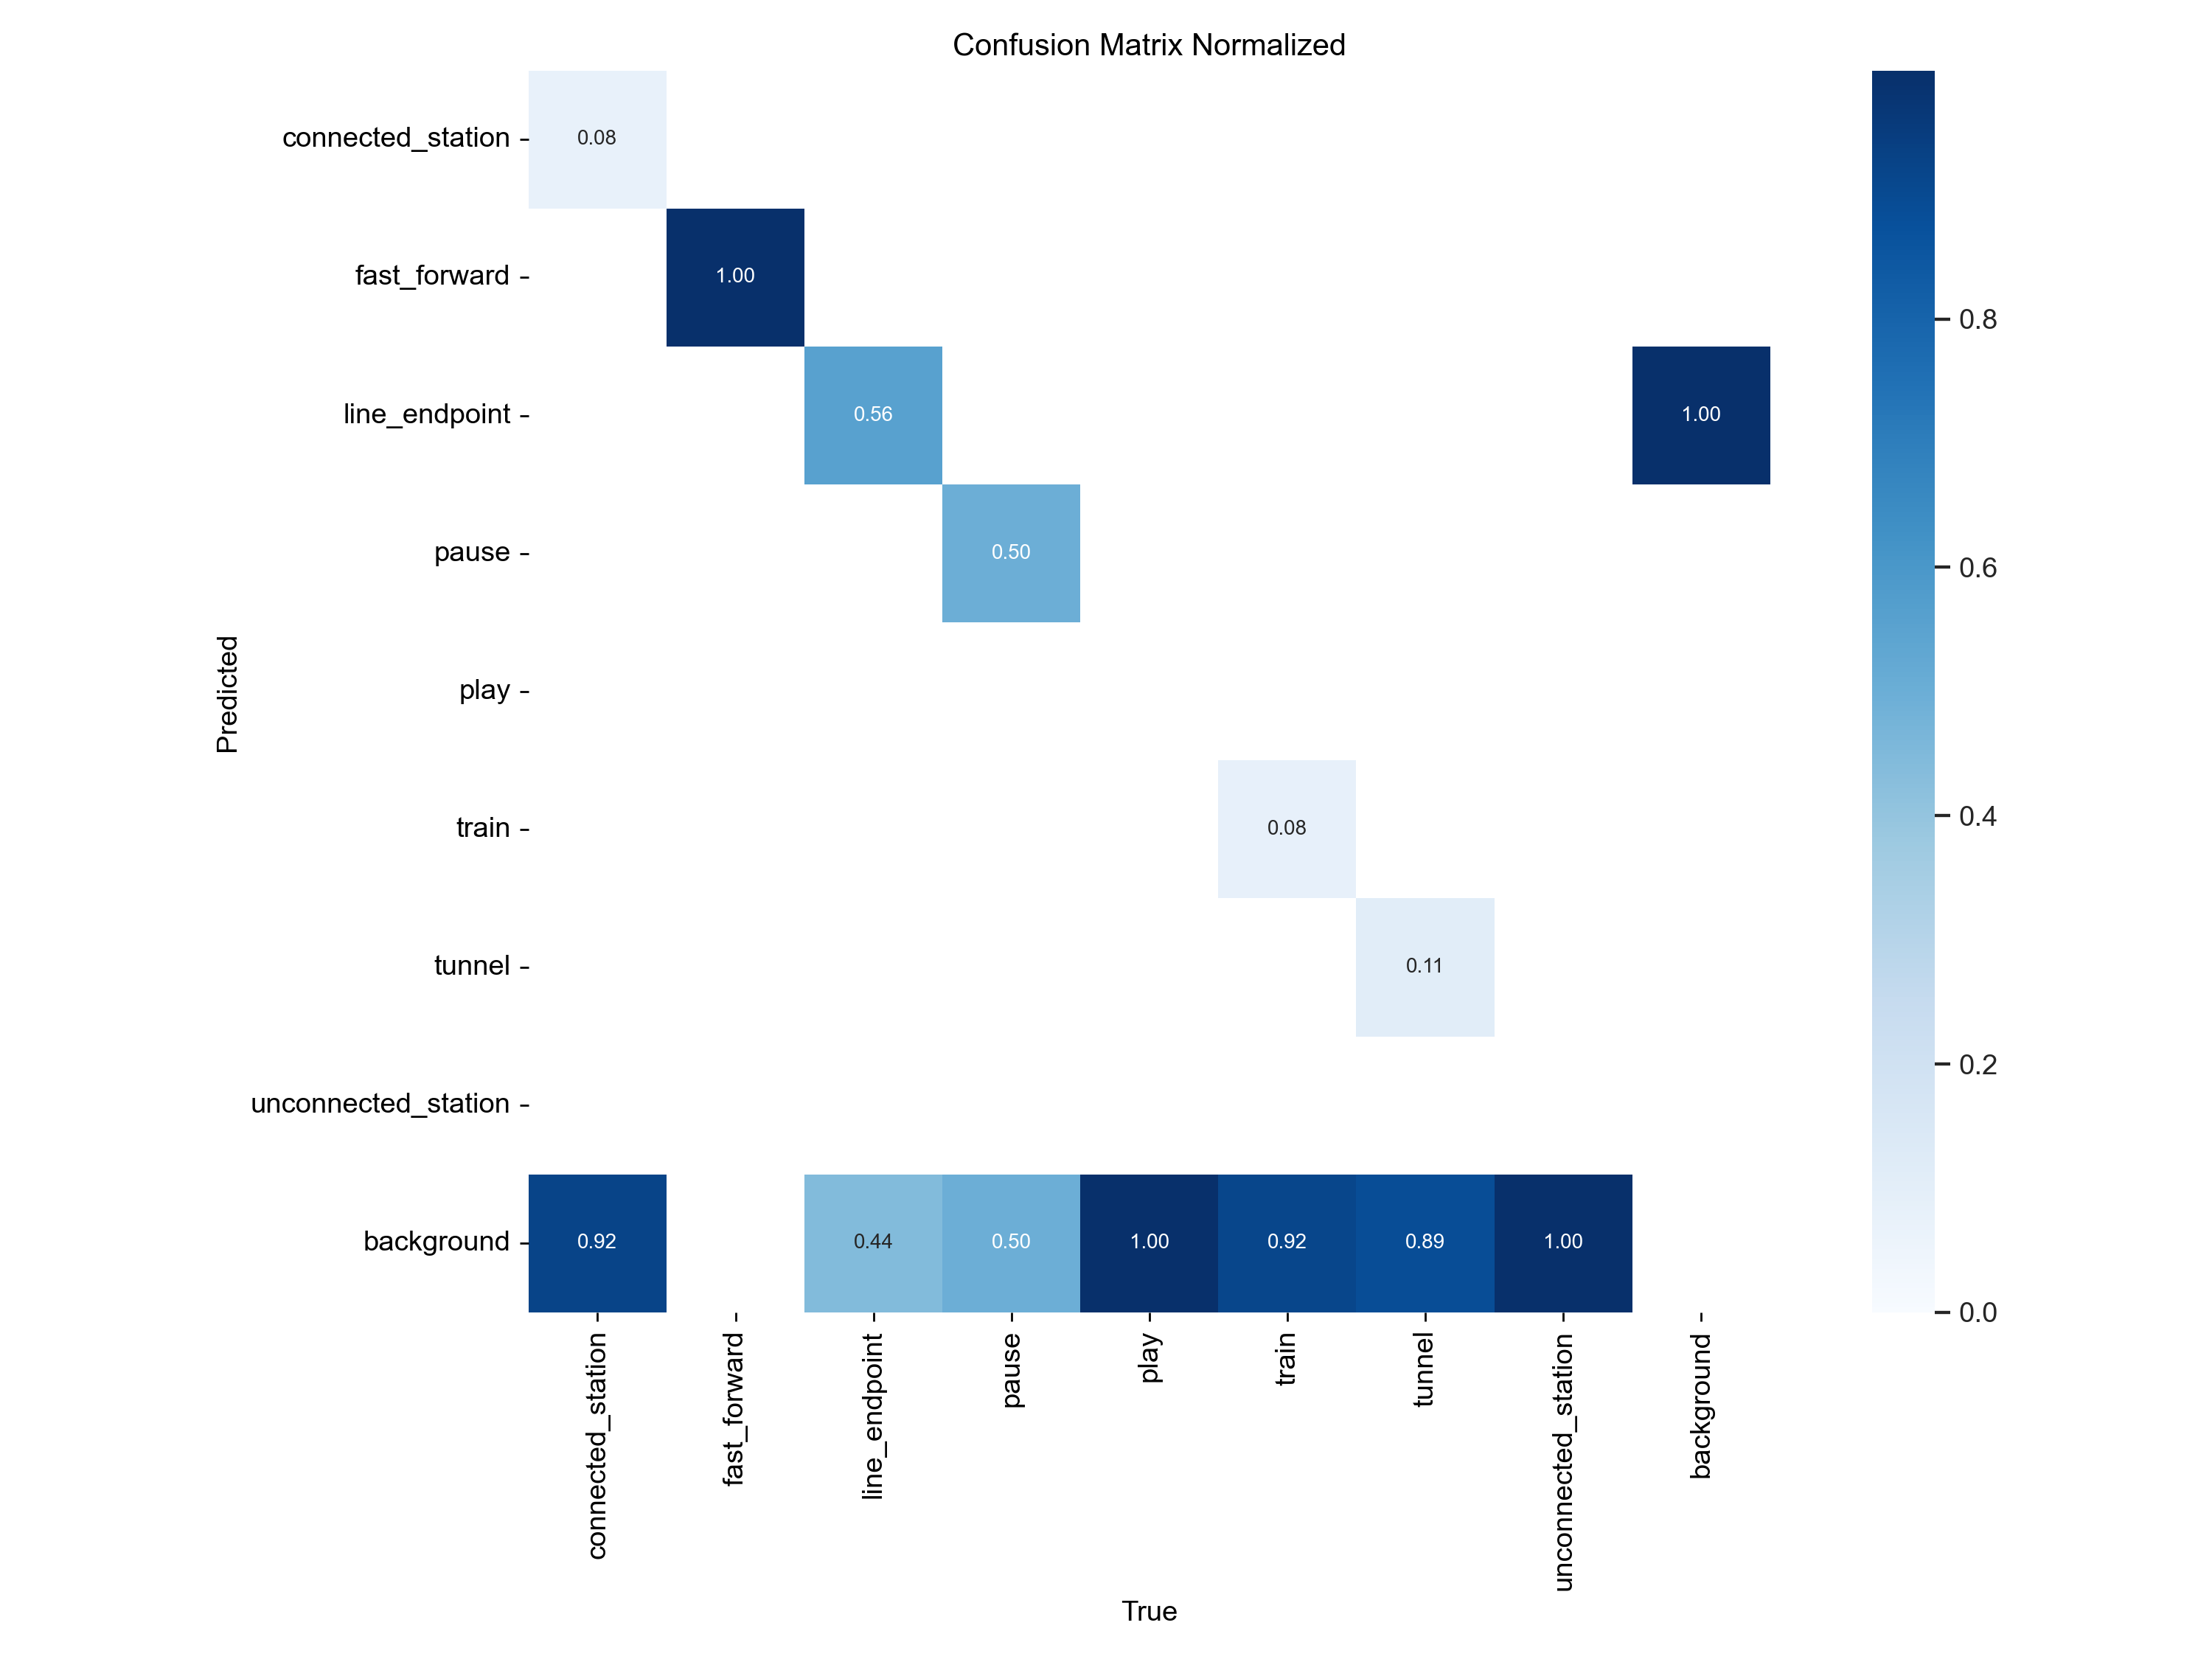 Confusion Matrix Normalized
connected_station
0.08
fast_forward
1.00
0.8
line_endpoint
0.56
1.00
pause
0.50
0.6
Predicted
play
train
0.08
0.4
tunnel
0.11
unconnected_station
0.2
background
0.92
0.44
0.50
1.00
0.92
0.89
1.00
0.0
connected_station
fast_forward
line_endpoint
pause
play
train
tunnel
unconnected_station
background
True